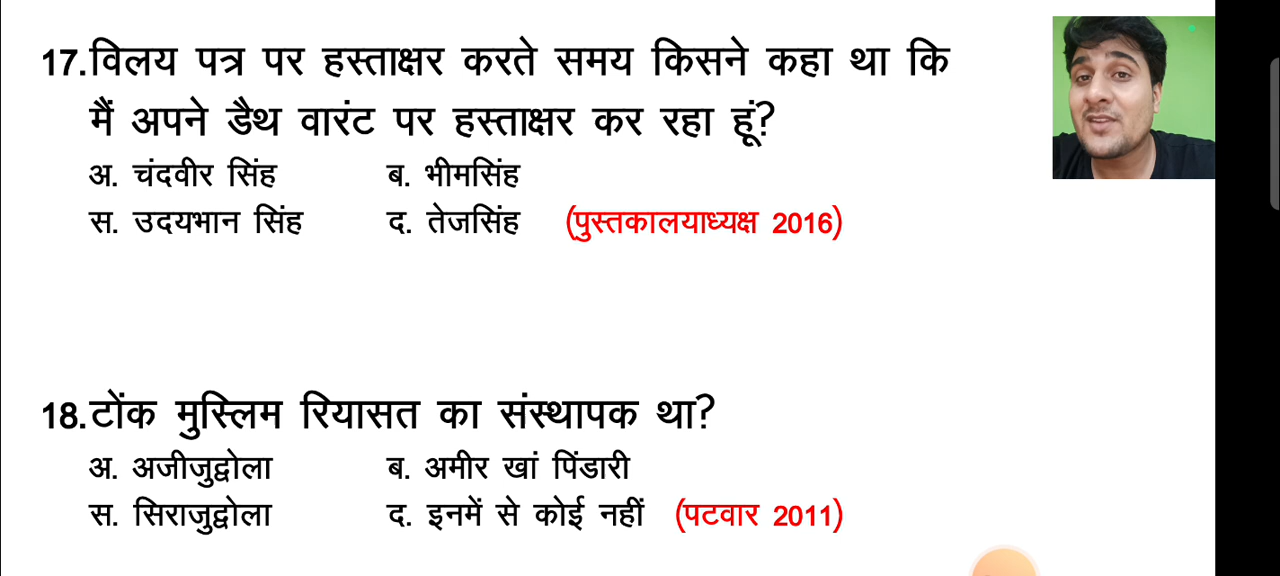 17.विलय पत्र पर हस्ताक्षर करते समय किसने कहा था कि
मैं अपने डैथ वारंट पर हस्ताक्षर कर रहा हूं?
अ. चंदवीर सिंह ब. भीमसिंह
स. उदयभान सिंह द. तेजसिंह (पुस्तकालयाध्यक्ष 2016)
18.टोंक मुस्लिम रियासत का संस्थापक था?
अ. अजीजुद्वोला ब. अमीर खां पिंडारी
स. सिराजुद्वोला द. इनमें से कोई नहीं (पटवार 2011)